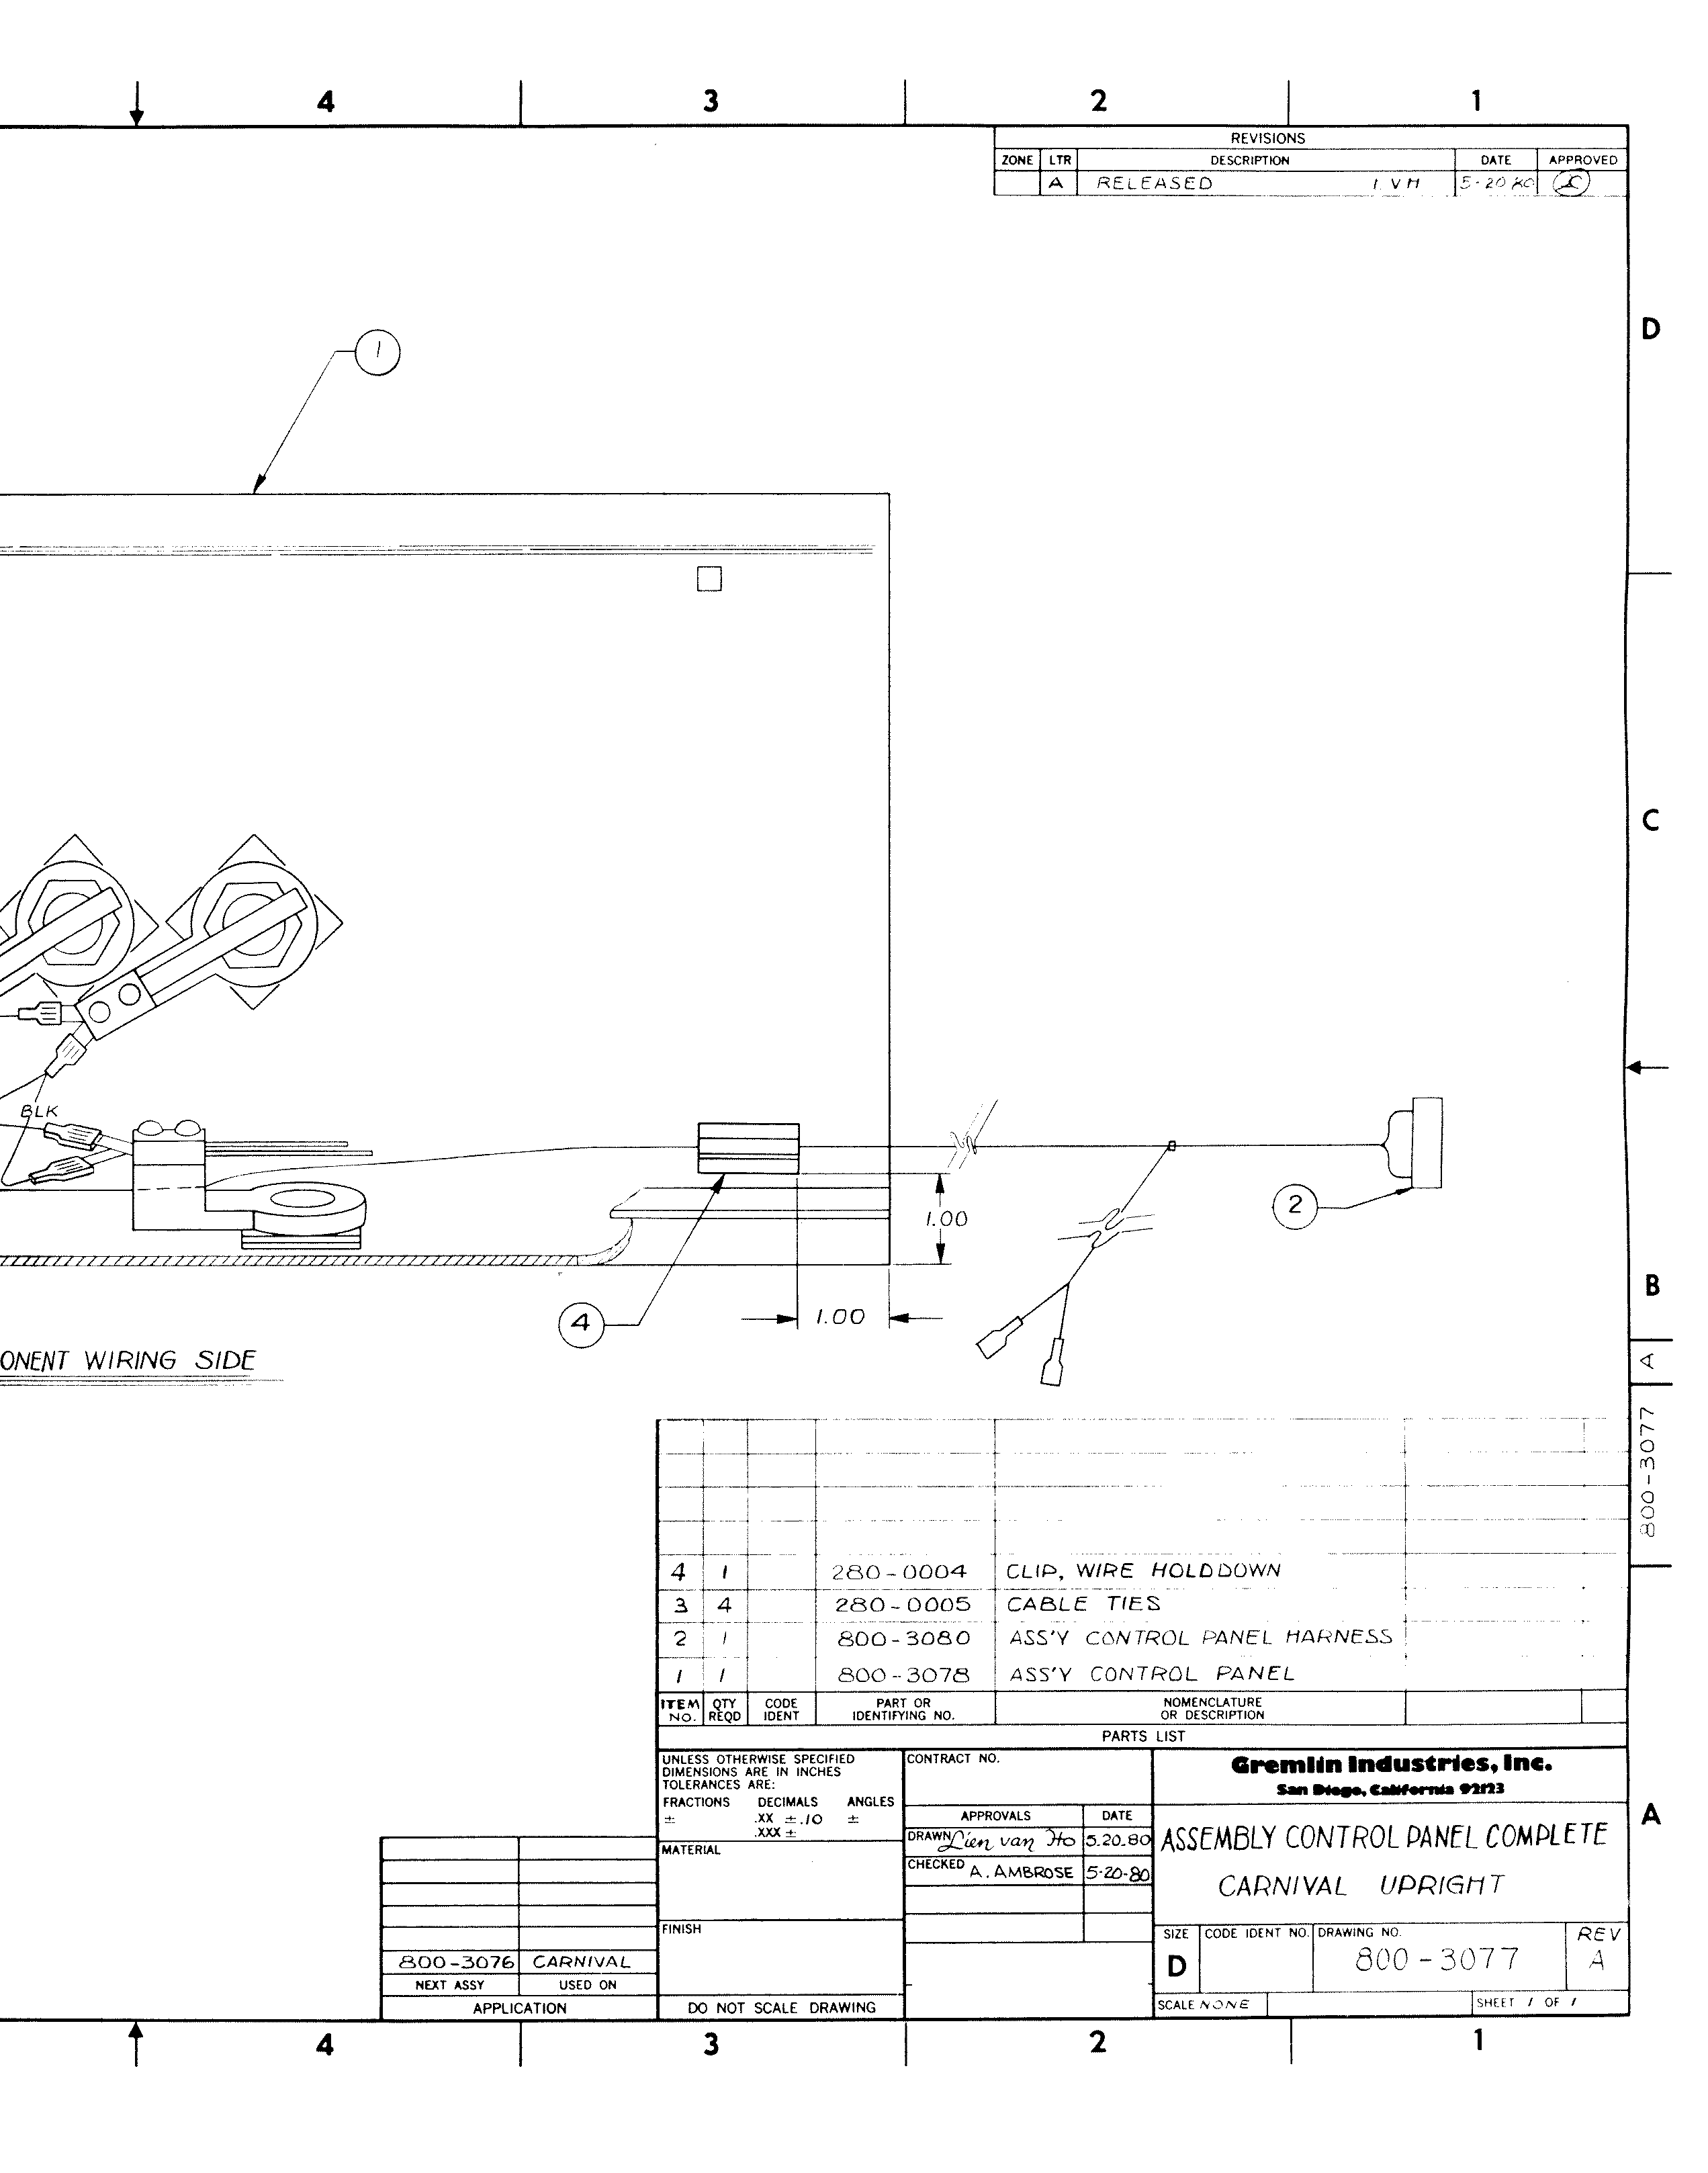 4 3 2 1
REVISIONS
ZONE LTR DESCRIPTION DATE APPROVED
A RELEASED 5-20-80
D
1
C
BLK
1.00
2
4
1.00
B
ONENT WIRING SIDE
A
800-3077
4 1 280-0004 CLIP, WIRE HOLDDOWN
3 4 280-0005 CABLE TIES
2 1 800-3080 ASS'Y CONTROL PANEL HARNESS
1 1 800-3078 ASS'Y CONTROL PANEL
ITEM NO. QTY REQD CODE IDENT PART OR IDENTIFYING NO. NOMENCLATURE OR DESCRIPTION
PARTS LIST
UNLESS OTHERWISE SPECIFIED
DIMENSIONS ARE IN INCHES
TOLERANCES ARE:
FRACTIONS DECIMALS ANGLES
± .XX ±.10 ±
.XXX ±
MATERIAL
FINISH
DO NOT SCALE DRAWING
CONTRACT NO.
APPROVALS DATE
DRAWN Lien van Ho 5.20.80
CHECKED A. AMBROSE 5-20-80
Gremlin Industries, Inc.
San Diego, California 92123
A
ASSEMBLY CONTROL PANEL COMPLETE
CARNIVAL UPRIGHT
SIZE CODE IDENT NO. DRAWING NO. REV
D 800-3077 A
SCALE NONE SHEET 1 OF 1
800-3076 CARNIVAL
NEXT ASSY USED ON
APPLICATION
4 3 2 1